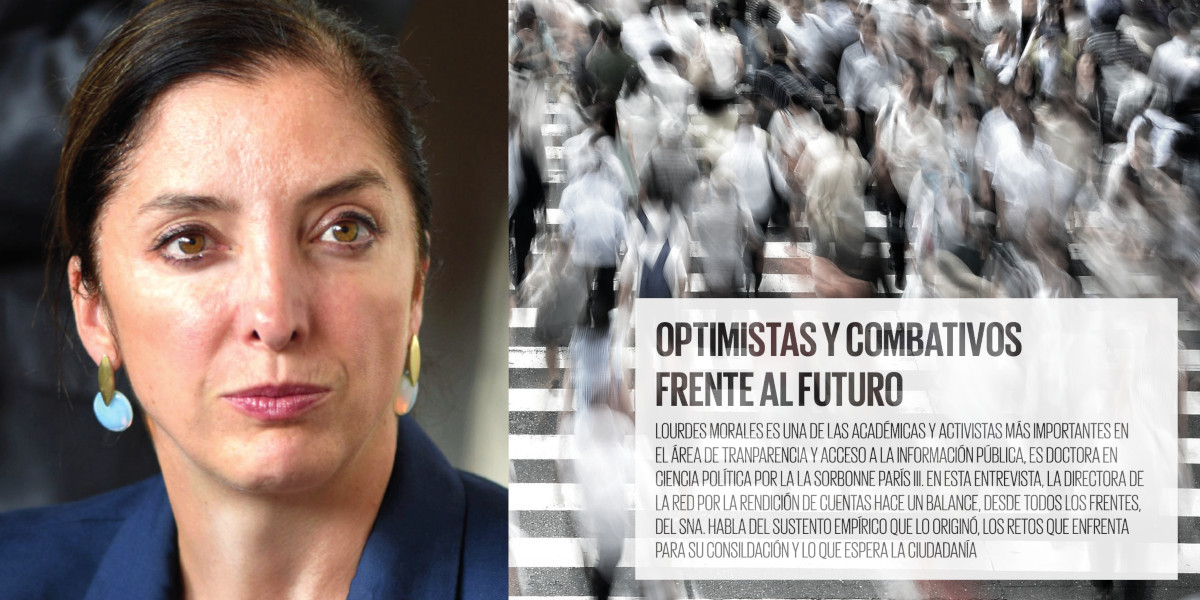 OPTIMISTAS Y COMBATIVOS
FRENTE AL FUTURO
LOURDES MORALES ES UNA DE LAS ACADÉMICAS Y ACTIVISTAS MÁS IMPORTANTES EN
EL ÁREA DE TRANPARENCIA Y ACCESO A LA INFORMACIÓN PÚBLICA, ES DOCTORA EN
CIENCIA POLÍTICA POR LA LA SORBONNE PARÍS III. EN ESTA ENTREVISTA, LA DIRECTORA DE
LA RED POR LA RENDICIÓN DE CUENTAS HACE UN BALANCE, DESDE TODOS LOS FRENTES,
DEL SNA. HABLA DEL SUSTENTO EMPÍRICO QUE LO ORIGINÓ, LOS RETOS QUE ENFRENTA
PARA SU CONSILDACIÓN Y LO QUE ESPERA LA CIUDADANÍA